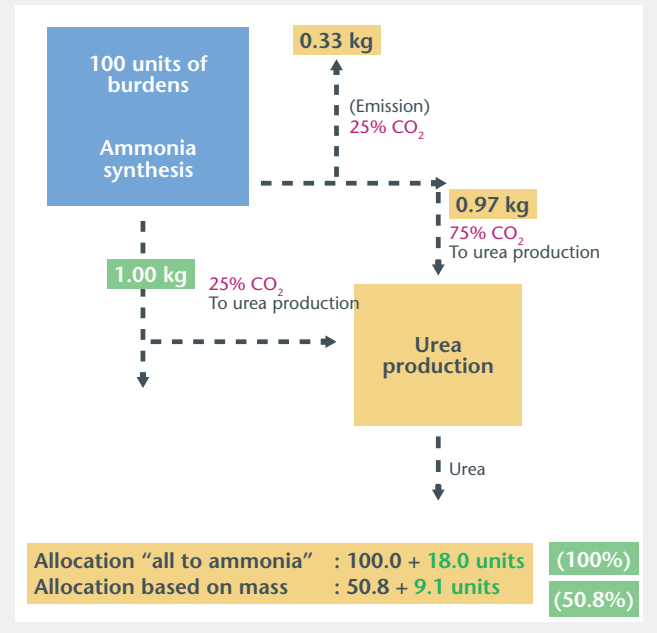 100 units of
burdens
Ammonia
synthesis
0.33 kg
(Emission)
25% CO₂
0.97 kg
75% CO₂
To urea production
1.00 kg
25% CO₂
To urea production
Urea
production
Urea
Allocation “all to ammonia” : 100.0 + 18.0 units (100%)
Allocation based on mass : 50.8 + 9.1 units (50.8%)